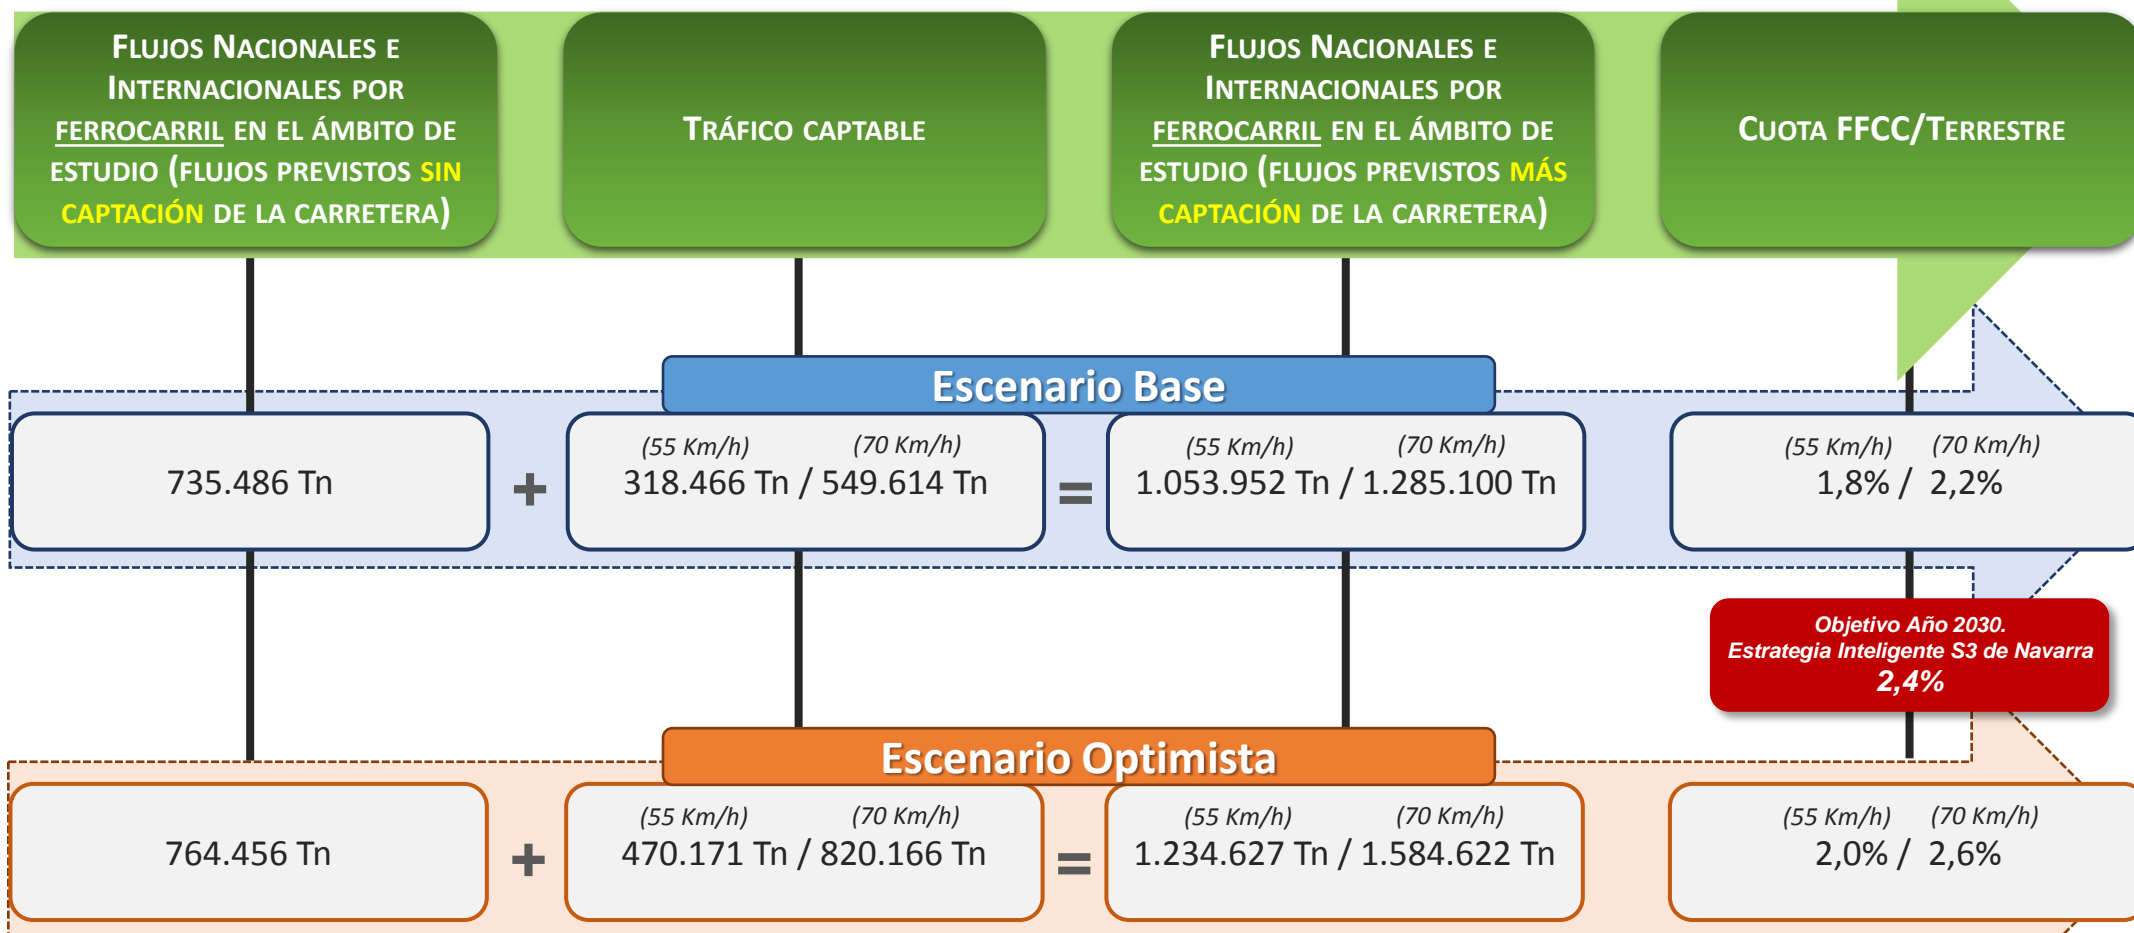 FLUJOS NACIONALES E
INTERNACIONALES POR
FERROCARRIL EN EL ÁMBITO DE
ESTUDIO (FLUJOS PREVISTOS SIN
CAPTACIÓN DE LA CARRETERA)
TRÁFICO CAPTABLE
FLUJOS NACIONALES E
INTERNACIONALES POR
FERROCARRIL EN EL ÁMBITO DE
ESTUDIO (FLUJOS PREVISTOS MÁS
CAPTACIÓN DE LA CARRETERA)
CUOTA FFCC/TERRESTRE
Escenario Base
735.486 Tn
+
(55 Km/h) (70 Km/h)
318.466 Tn / 549.614 Tn
=
(55 Km/h) (70 Km/h)
1.053.952 Tn / 1.285.100 Tn
(55 Km/h) (70 Km/h)
1,8% / 2,2%
Objetivo Año 2030.
Estrategia Inteligente S3 de Navarra
2,4%
Escenario Optimista
764.456 Tn
+
(55 Km/h) (70 Km/h)
470.171 Tn / 820.166 Tn
=
(55 Km/h) (70 Km/h)
1.234.627 Tn / 1.584.622 Tn
(55 Km/h) (70 Km/h)
2,0% / 2,6%